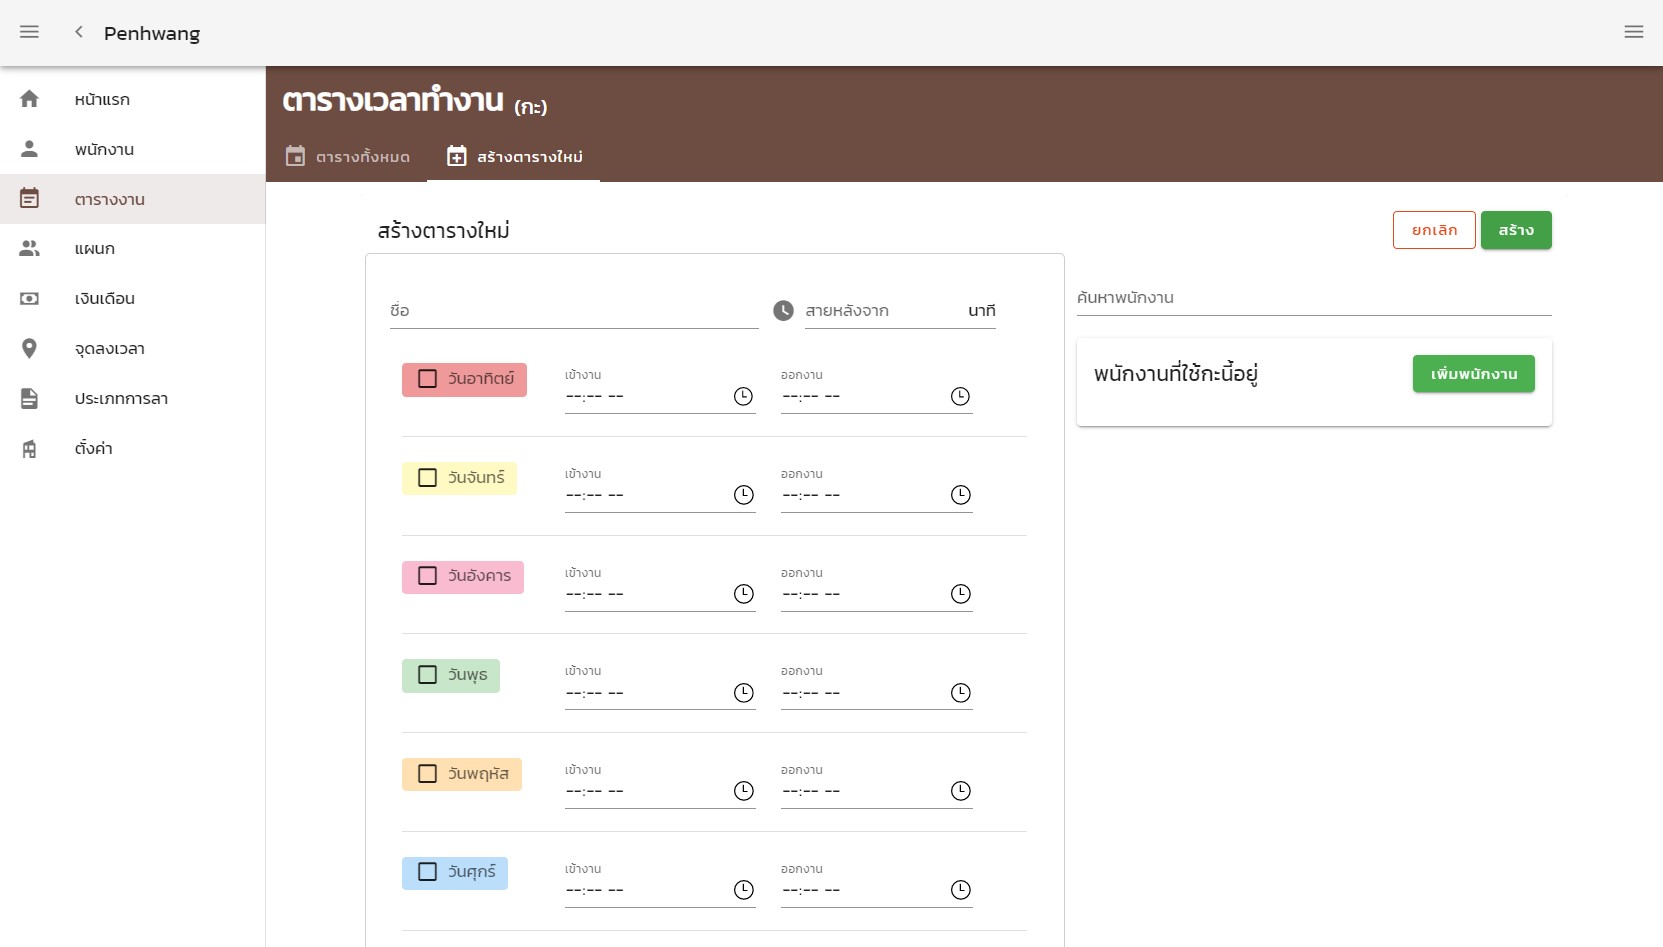 Penhwang
หน้าแรก
พนักงาน
ตารางงาน
แผนก
เงินเดือน
จุดลงเวลา
ประเภทการลา
ตั้งค่า
ตารางเวลาทำงาน (กะ)
ตารางทั้งหมด สร้างตารางใหม่
สร้างตารางใหม่
ยกเลิก สร้าง
ชื่อ สายหลังจาก นาที
วันอาทิตย์ เข้างาน ออกงาน
--:-- -- --:-- --
วันจันทร์ เข้างาน ออกงาน
--:-- -- --:-- --
วันอังคาร เข้างาน ออกงาน
--:-- -- --:-- --
วันพุธ เข้างาน ออกงาน
--:-- -- --:-- --
วันพฤหัส เข้างาน ออกงาน
--:-- -- --:-- --
วันศุกร์ เข้างาน ออกงาน
--:-- -- --:-- --
ค้นหาพนักงาน
พนักงานที่ใช้กะนี้อยู่ เพิ่มพนักงาน